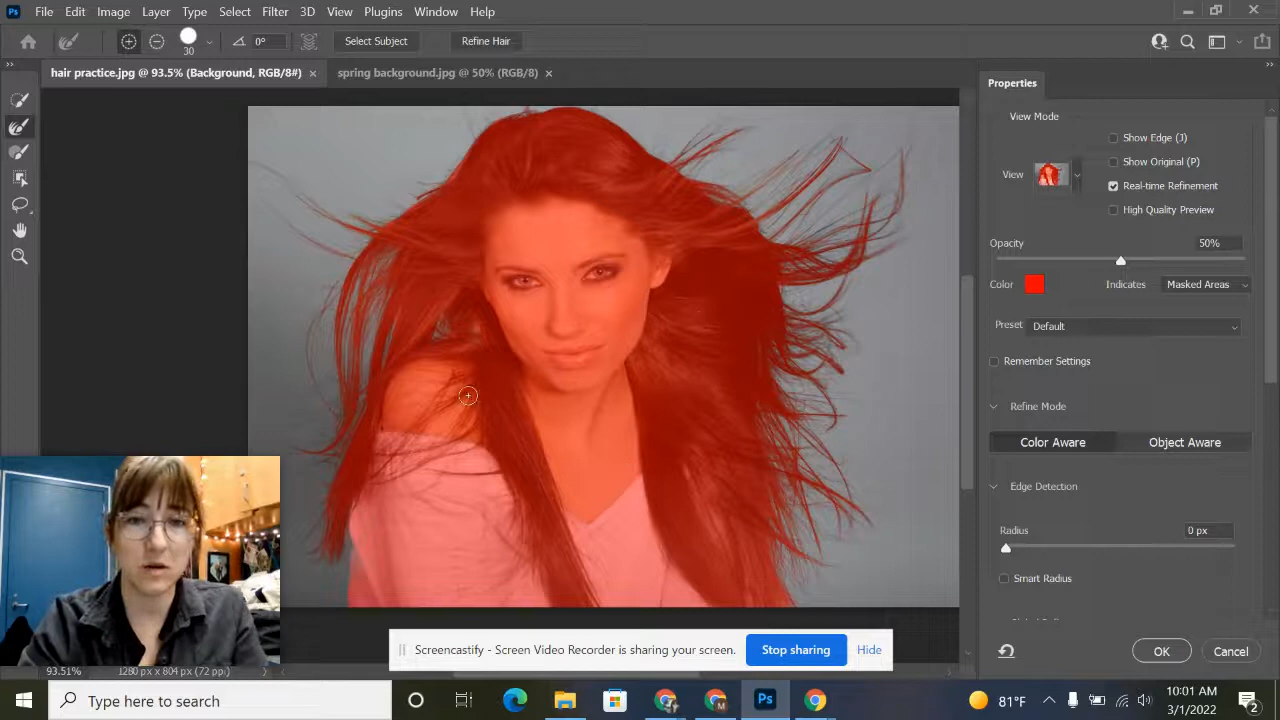 Ps File Edit Image Layer Type Select Filter 3D View Plugins Window Help
30 0° Select Subject Refine Hair
hair practice.jpg @ 93.5% (Background, RGB/8#) × spring background.jpg @ 50% (RGB/8) ×
Properties
View Mode
Show Edge (J)
Show Original (P)
View
Real-time Refinement
High Quality Preview
Opacity 50%
Color Indicates Masked Areas
Preset Default
Remember Settings
Refine Mode
Color Aware Object Aware
Edge Detection
Radius 0 px
Smart Radius
OK Cancel
Screencastify - Screen Video Recorder is sharing your screen. Stop sharing Hide
93.51% 1280 px x 804 px (72 ppi)
Type here to search
M
Ps
81°F
10:01 AM
3/1/2022
2